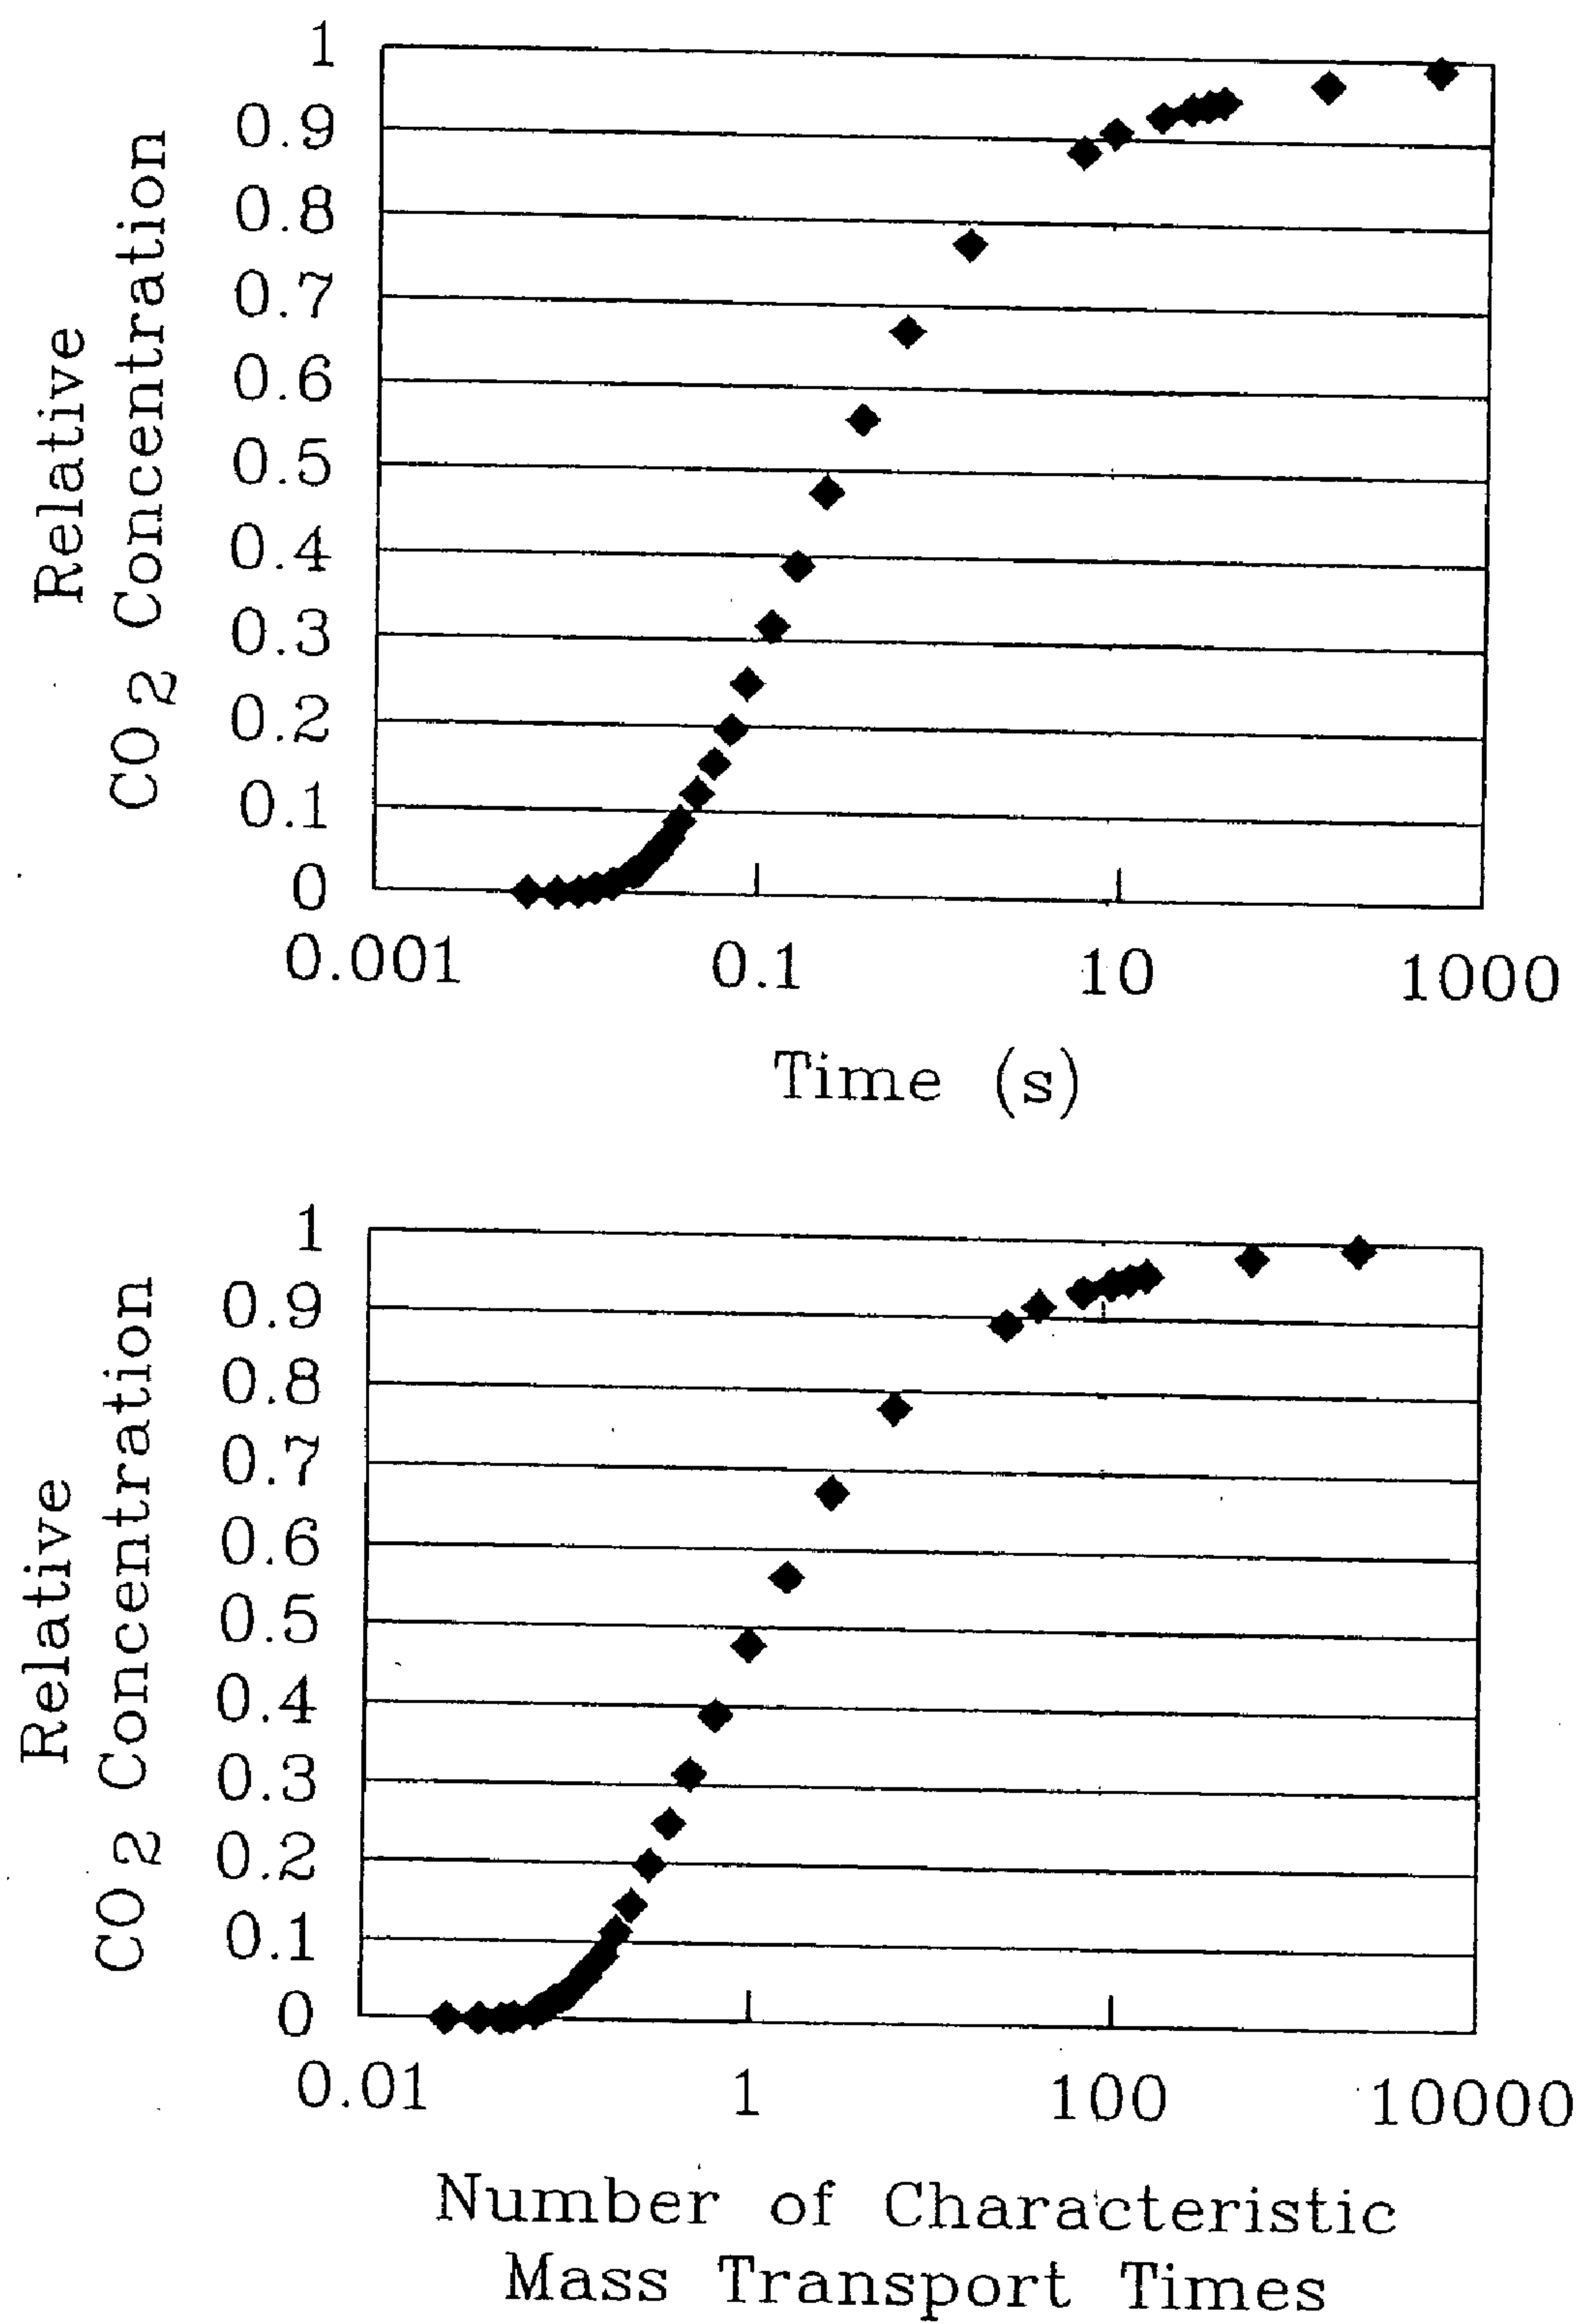 Relative
CO2 Concentration
1
0.9
0.8
0.7
0.6
0.5
0.4
0.3
0.2
0.1
0
0.001 0.1 10 1000
Time (s)
Relative
CO2 Concentration
1
0.9
0.8
0.7
0.6
0.5
0.4
0.3
0.2
0.1
0
0.01 1 100 10000
Number of Characteristic
Mass Transport Times